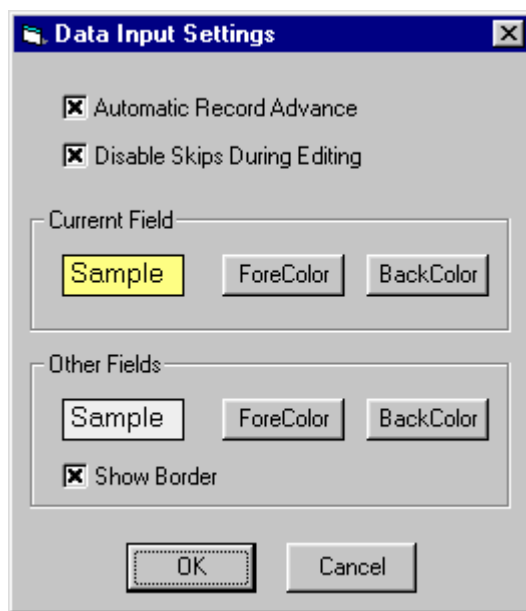 Data Input Settings
Automatic Record Advance
Disable Skips During Editing
Currernt Field
Sample ForeColor BackColor
Other Fields
Sample ForeColor BackColor
Show Border
OK Cancel